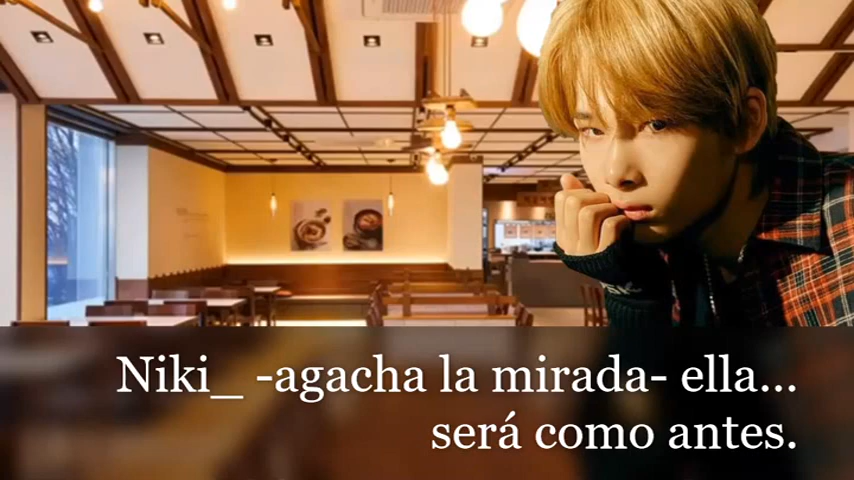 Niki_ -agacha la mirada- ella...
será como antes.